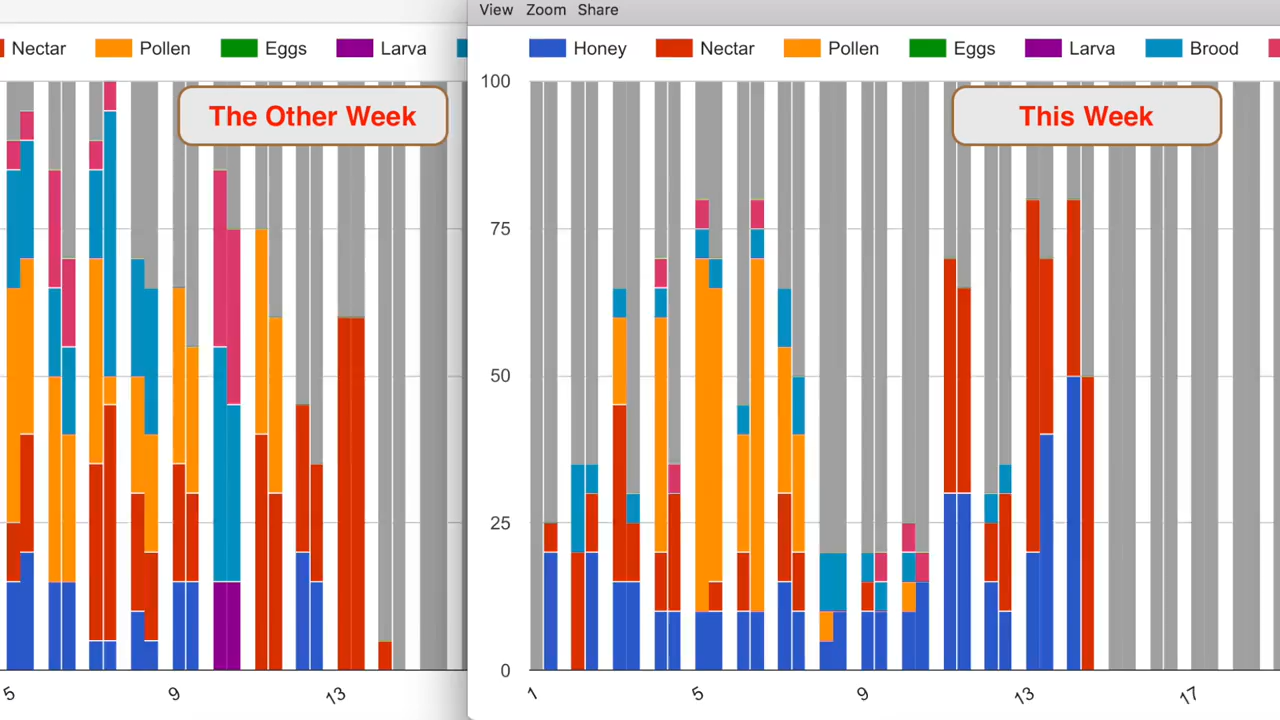 View Zoom Share
Nectar Pollen Eggs Larva
Honey Nectar Pollen Eggs Larva Brood
The Other Week
This Week
100
75
50
25
0
5 9 13
1 5 9 13 17